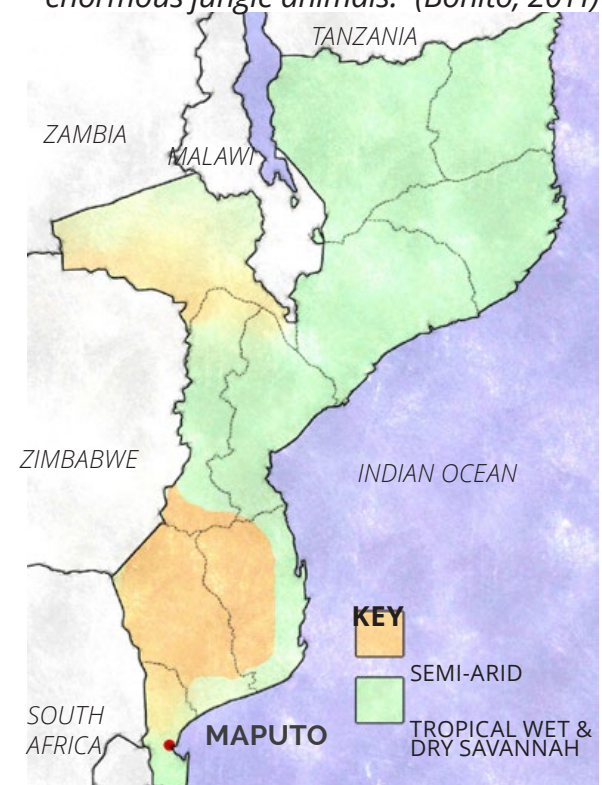 enormous jungle animals." (Bonito, 2011)
TANZANIA
ZAMBIA
MALAWI
ZIMBABWE
INDIAN OCEAN
KEY
SEMI-ARID
SOUTH
AFRICA
MAPUTO
TROPICAL WET &
DRY SAVANNAH